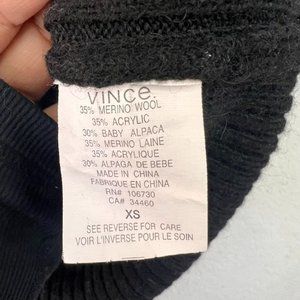 VINCE.
35% MERINO WOOL
35% ACRYLIC
30% BABY ALPACA
35% MERINO LAINE
35% ACRYLIQUE
30% ALPAGA DE BEBE
MADE IN CHINA
FABRIQUE EN CHINA
RN# 106730
CA# 34460
XS
SEE REVERSE FOR CARE
VOIR L'INVERSE POUR LE SOIN